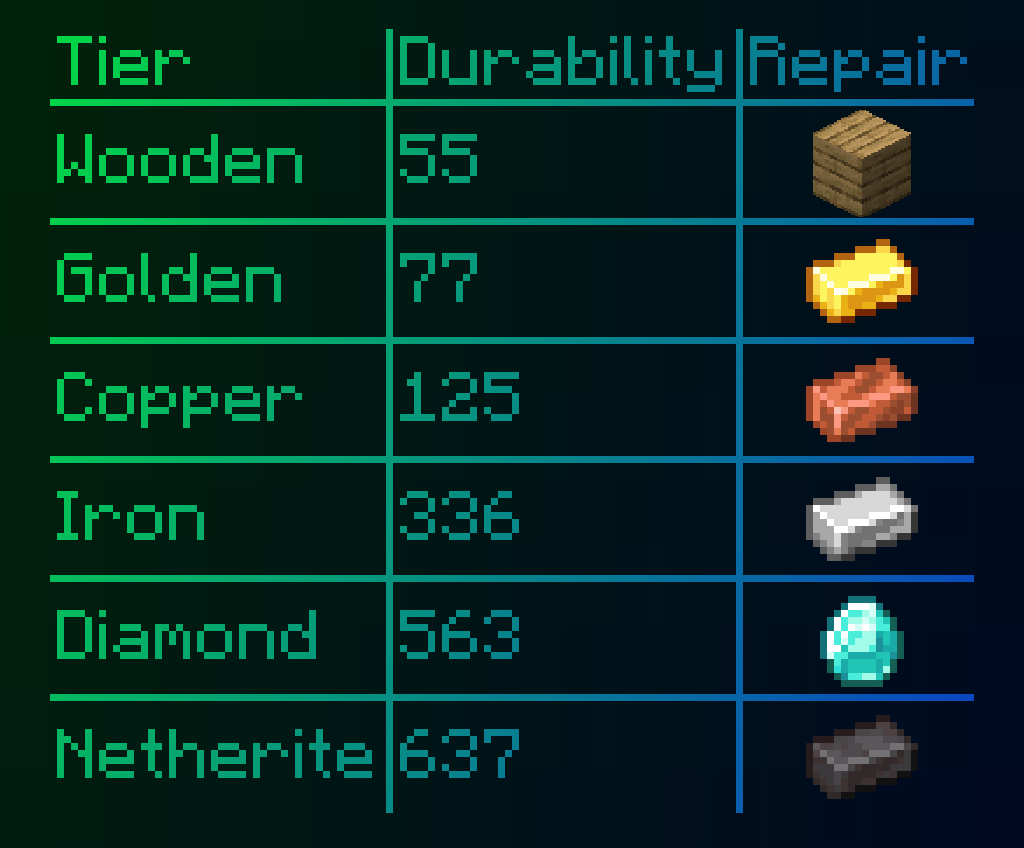 Tier Durability Repair
Wooden 55
Golden 77
Copper 125
Iron 336
Diamond 563
Netherite 637